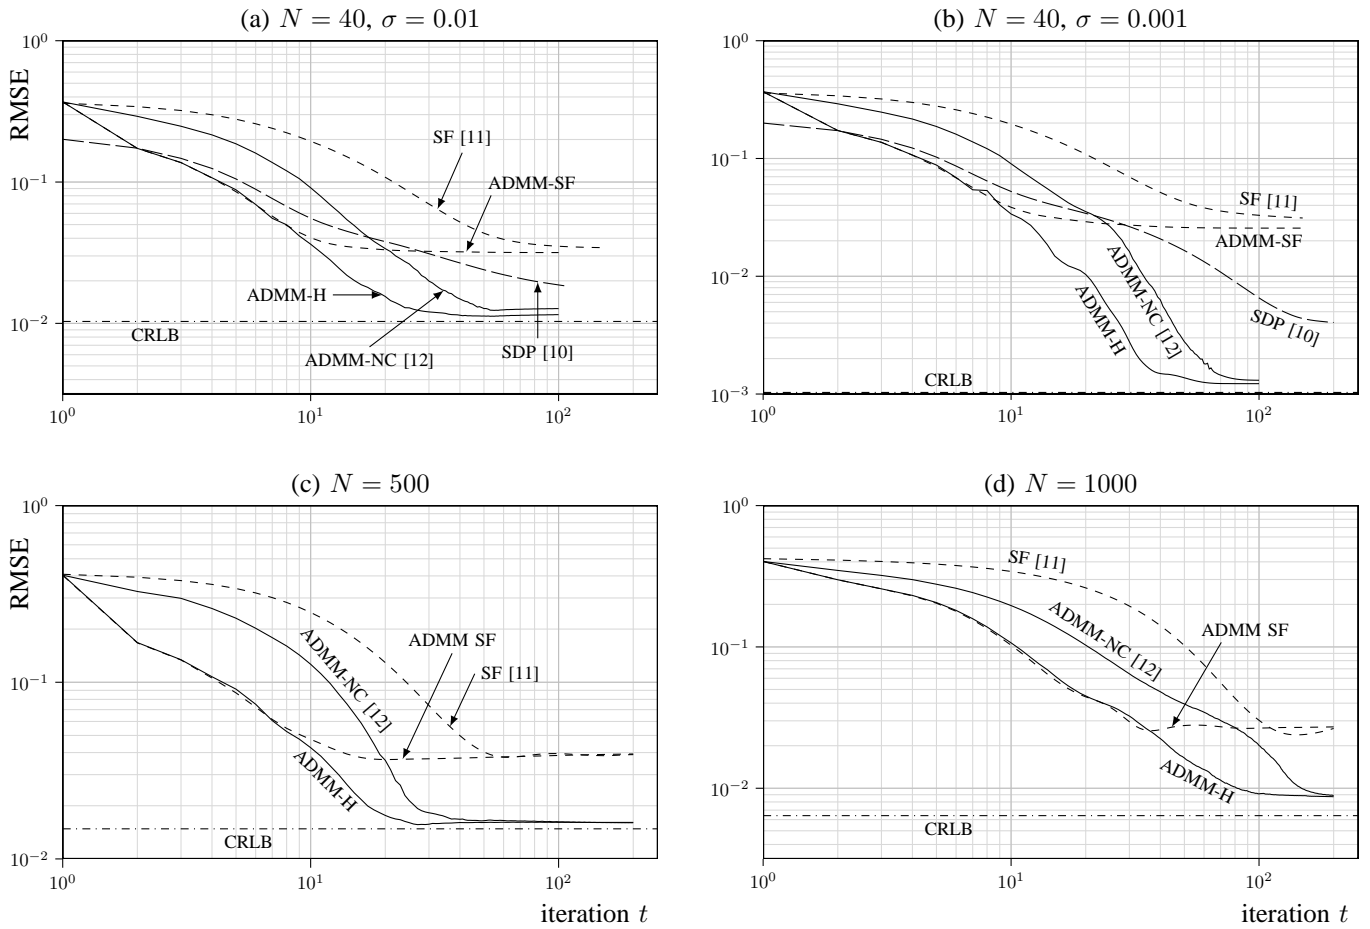 (a) N = 40, σ = 0.01
RMSE
10^0
10^−1
10^−2
SF [11]
ADMM-SF
ADMM-H
CRLB
ADMM-NC [12]
SDP [10]
10^0
10^1
10^2
(b) N = 40, σ = 0.001
10^0
10^−1
10^−2
10^−3
SF [11]
ADMM-SF
ADMM-NC [12]
ADMM-H
SDP [10]
CRLB
10^0
10^1
10^2
(c) N = 500
RMSE
10^0
10^−1
10^−2
ADMM-NC [12]
ADMM SF
SF [11]
ADMM-H
CRLB
10^0
10^1
10^2
iteration t
(d) N = 1000
10^0
10^−1
10^−2
SF [11]
ADMM-NC [12]
ADMM SF
ADMM-H
CRLB
10^0
10^1
10^2
iteration t